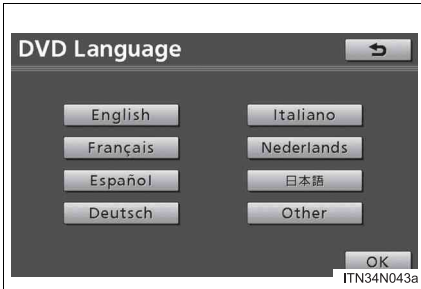 DVD Language
English
Italiano
Français
Nederlands
Español
日本語
Deutsch
Other
OK
ITN34N043a